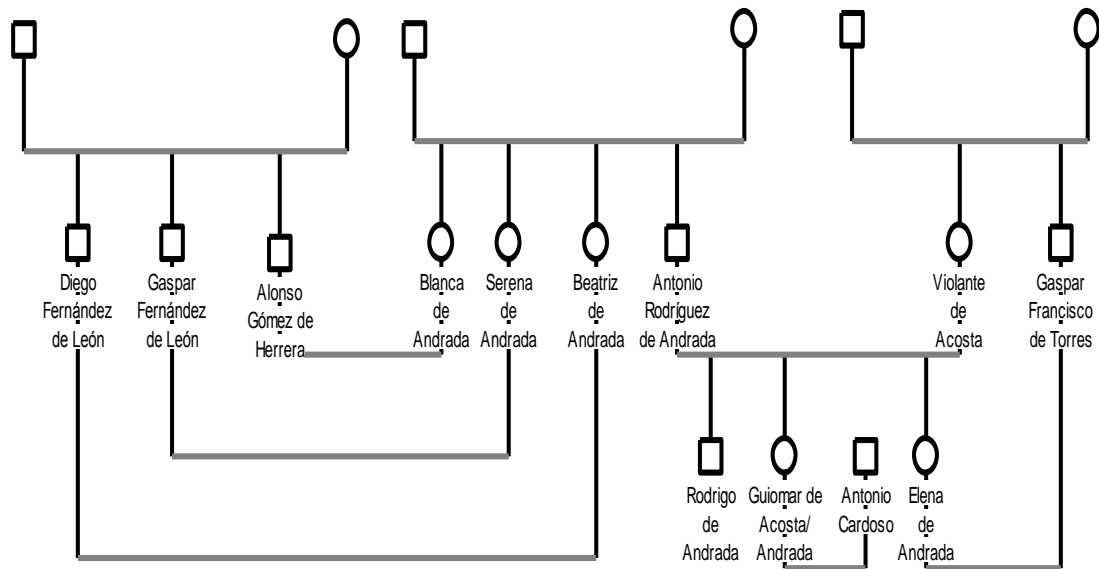 Diego
Fernández
de León
Gaspar
Fernández
de León
Alonso
Gómez de
Herrera
Blanca
de
Andrada
Serena
de
Andrada
Beatriz
de
Andrada
Antonio
Rodríguez
de Andrada
Violante
de
Acosta
Gaspar
Francisco
de Torres
Rodrigo
de
Andrada
Guiomar de
Acosta/
Andrada
Antonio
Cardoso
Elena
de
Andrada